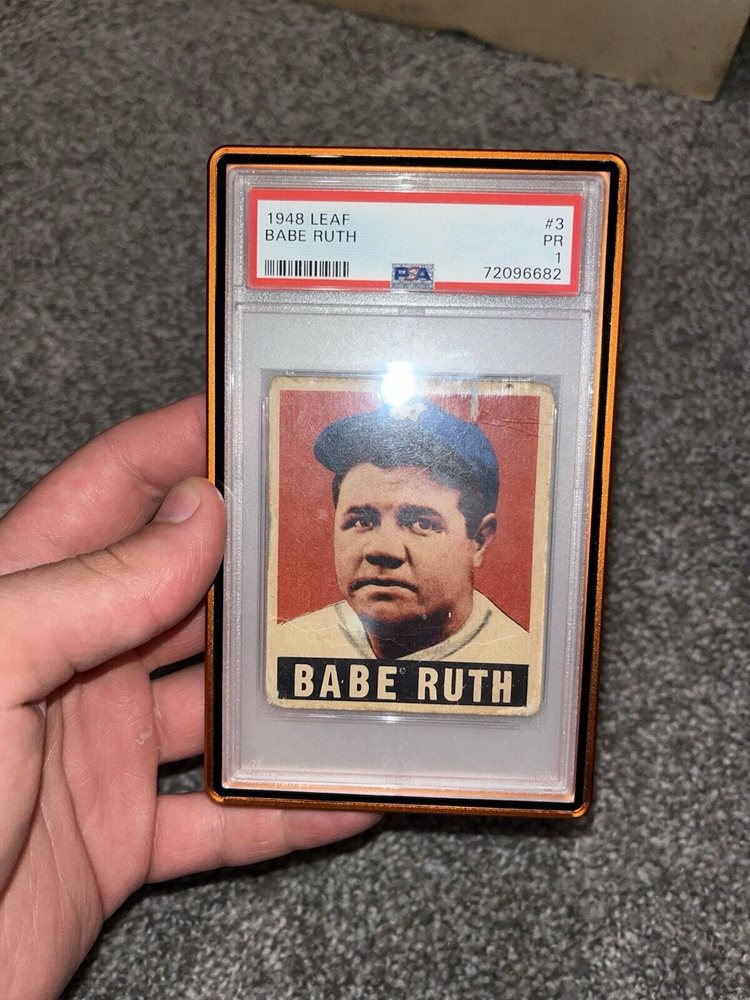 1948 LEAF #3
BABE RUTH PR
1
PSA 72096682
BABE RUTH